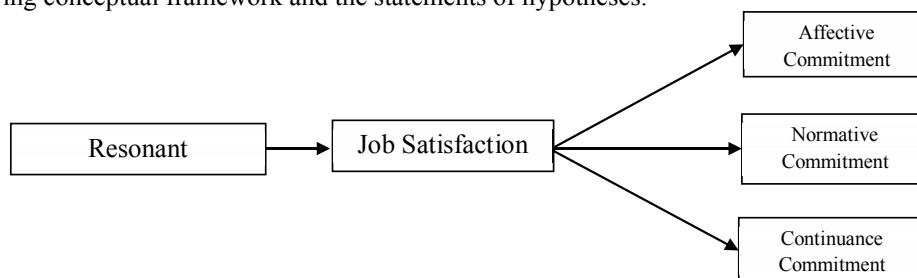 ing conceptual framework and the statements of hypotheses.
Affective
Commitment
Resonant
Job Satisfaction
Normative
Commitment
Continuance
Commitment